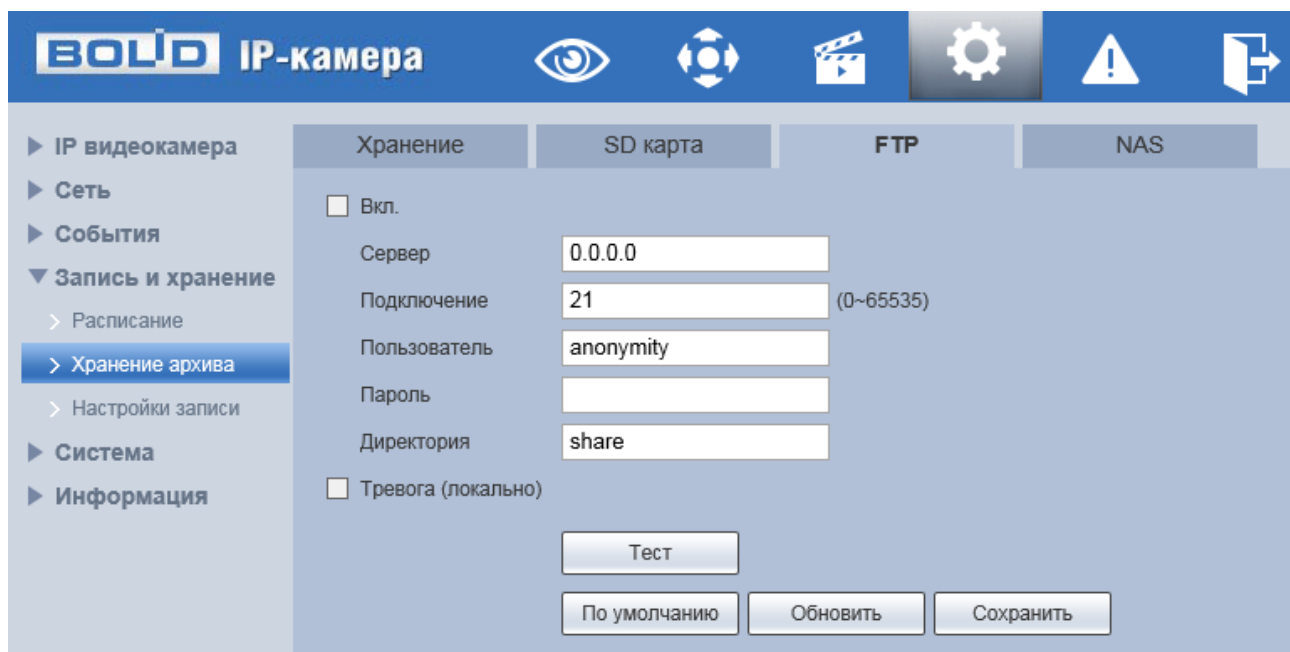 BOLID IP-камера
IP видеокамера
Сеть
События
Запись и хранение
Расписание
Хранение архива
Настройки записи
Система
Информация
Хранение SD карта FTP NAS
Вкл.
Сервер 0.0.0.0
Подключение 21 (0~65535)
Пользователь anonymity
Пароль
Директория share
Тревога (локально)
Тест
По умолчанию Обновить Сохранить